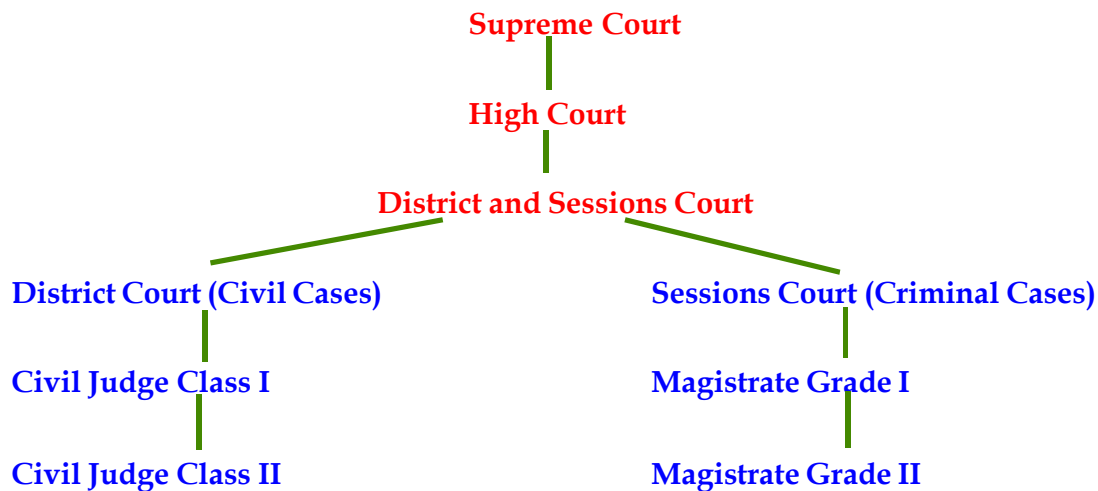 Supreme Court
High Court
District and Sessions Court
District Court (Civil Cases)
Sessions Court (Criminal Cases)
Civil Judge Class I
Magistrate Grade I
Civil Judge Class II
Magistrate Grade II